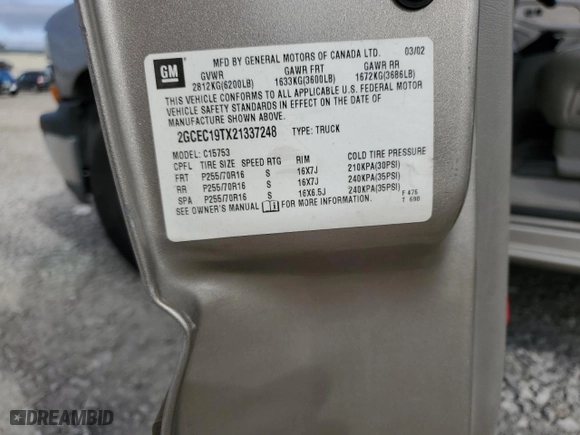 GM
MFD BY GENERAL MOTORS OF CANADA LTD. 03/02
GVWR GAWR FRT GAWR RR
2812KG(6200LB) 1633KG(3600LB) 1672KG(3686LB)
THIS VEHICLE CONFORMS TO ALL APPLICABLE U.S. FEDERAL MOTOR
VEHICLE SAFETY STANDARDS IN EFFECT ON THE DATE OF
MANUFACTURE SHOWN ABOVE.
2GCEC19TX21337248 TYPE: TRUCK
MODEL: C15753
CPFL TIRE SIZE SPEED RTG RIM COLD TIRE PRESSURE
FRT P255/70R16 S 16X7J 210KPA(30PSI)
RR P255/70R16 S 16X7J 240KPA(35PSI)
SPA P255/70R16 S 16X6.5J 240KPA(35PSI)
SEE OWNER'S MANUAL FOR MORE INFORMATION.
F 476
T 690
DREAMBID